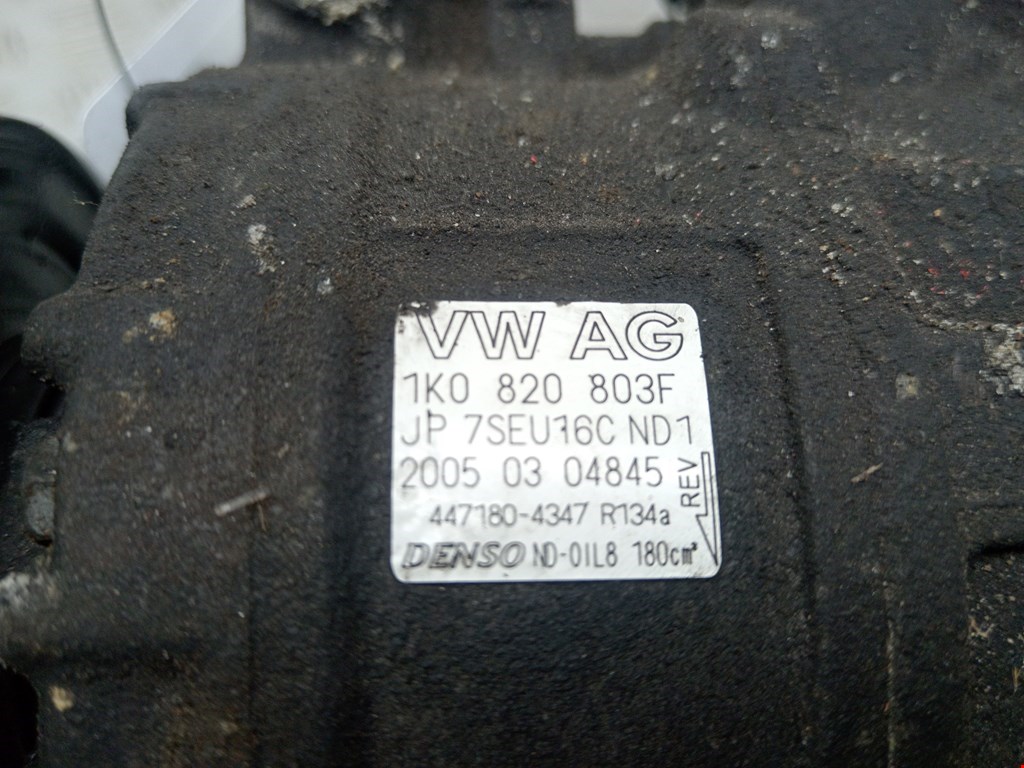 VW AG
1K0 820 803F
JP 7SEU16C ND1
2005 03 04845
REV
447180-4347 R134a
DENSO ND-OIL8 180cm³